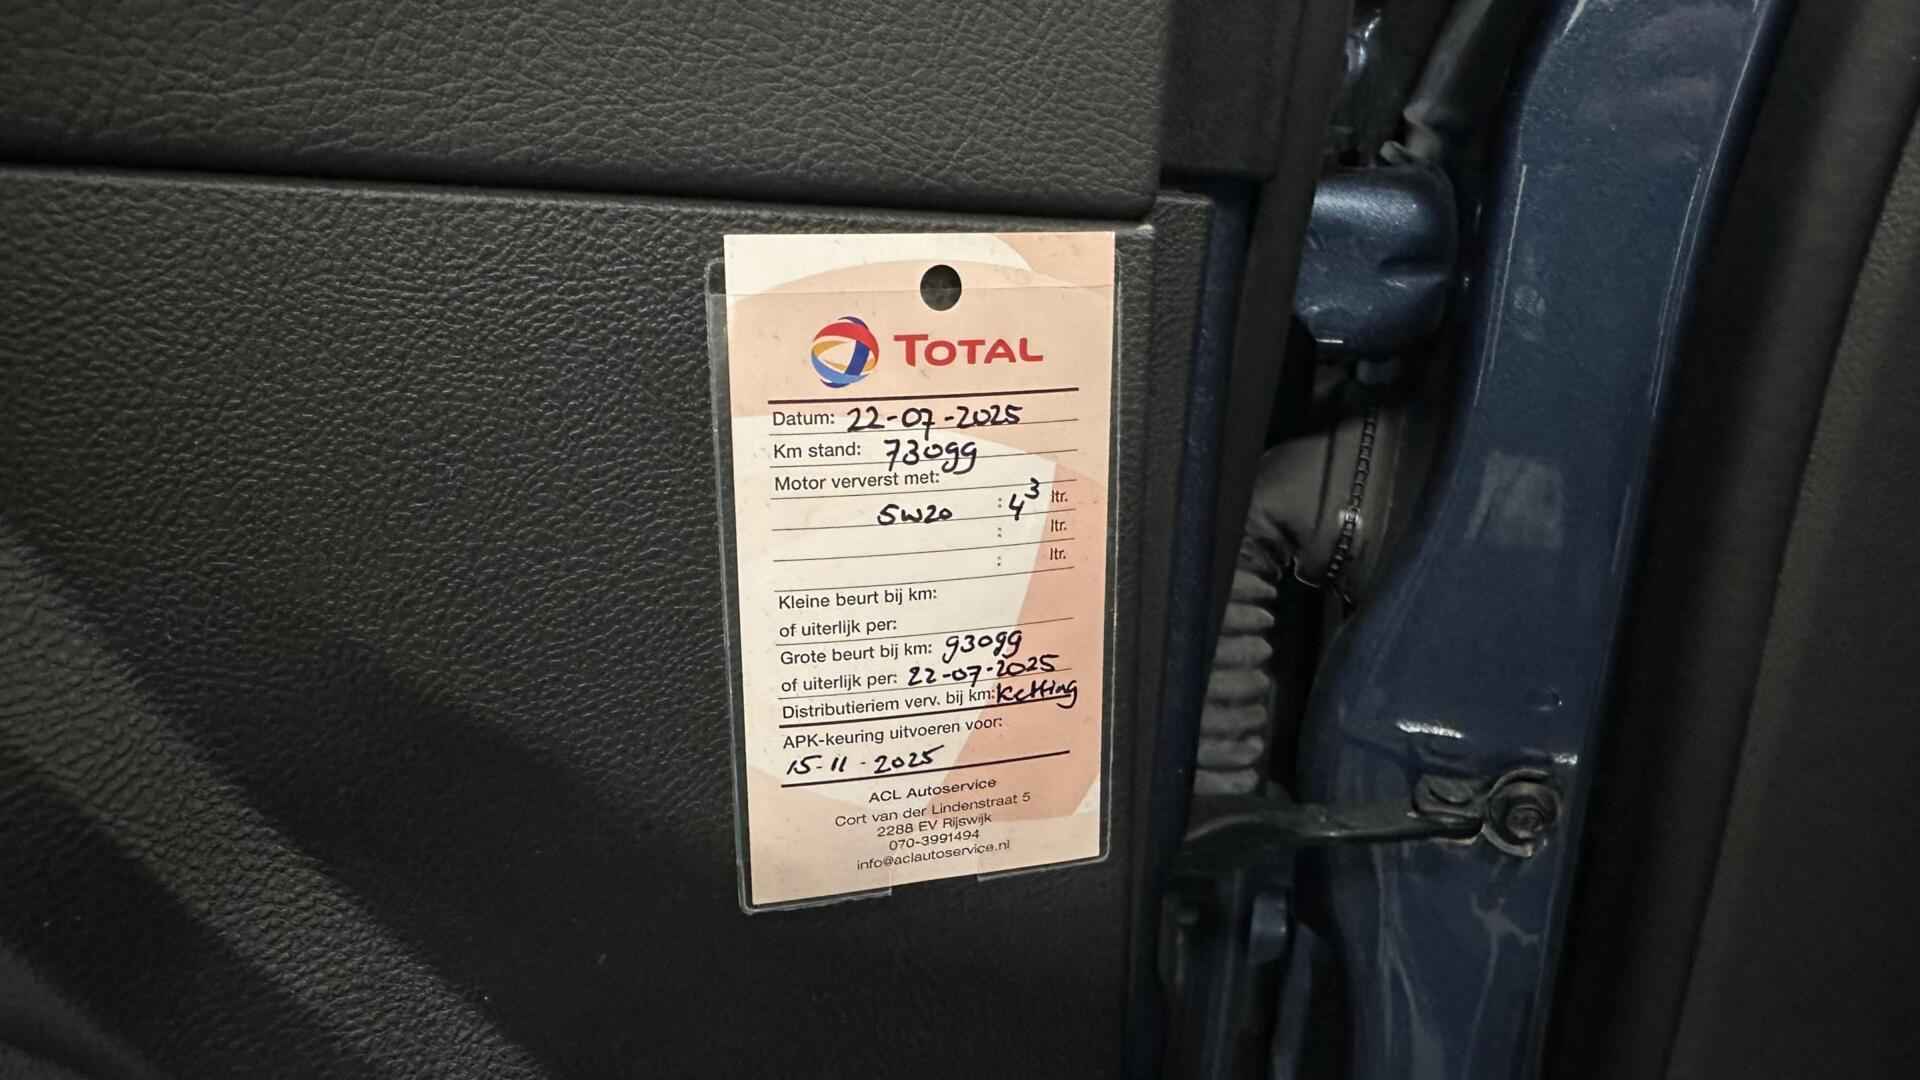 TOTAL
Datum: 22-07-2025
Km stand: 73099
Motor ververst met:
5W20 : 4³ ltr.
: ltr.
: ltr.
Kleine beurt bij km:
of uiterlijk per:
Grote beurt bij km: 93099
of uiterlijk per: 22-07-2025
Distributieriem verv. bij km: Ketting
APK-keuring uitvoeren voor:
15-11-2025
ACL Autoservice
Cort van der Lindenstraat 5
2288 EV Rijswijk
070-3991494
info@aclautoservice.nl